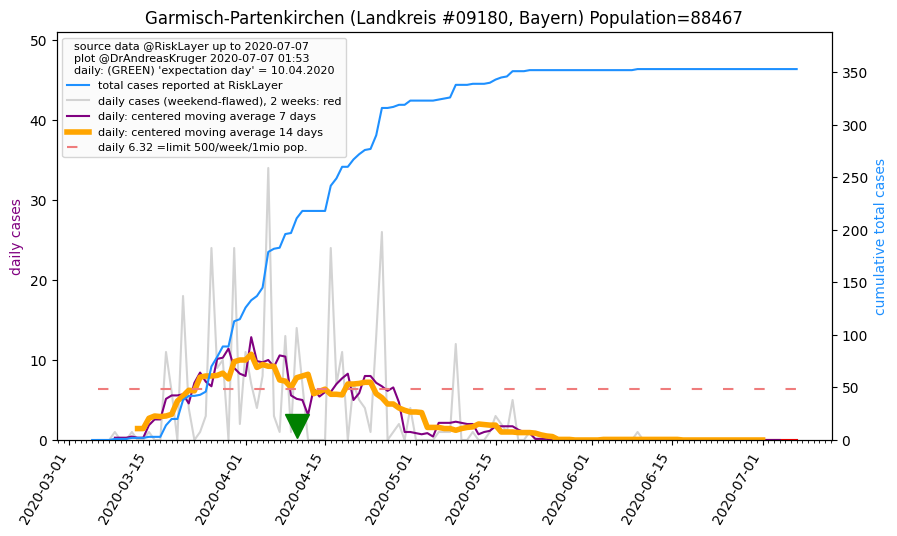 Garmisch-Partenkirchen (Landkreis #09180, Bayern) Population=88467
source data @RiskLayer up to 2020-07-07
plot @DrAndreasKruger 2020-07-07 01:53
daily: (GREEN) 'expectation day' = 10.04.2020
total cases reported at RiskLayer
daily cases (weekend-flawed), 2 weeks: red
daily: centered moving average 7 days
daily: centered moving average 14 days
daily 6.32 =limit 500/week/1mio pop.
daily cases
50
40
30
20
10
0
cumulative total cases
350
300
250
200
150
100
50
0
2020-03-01
2020-03-15
2020-04-01
2020-04-15
2020-05-01
2020-05-15
2020-06-01
2020-06-15
2020-07-01